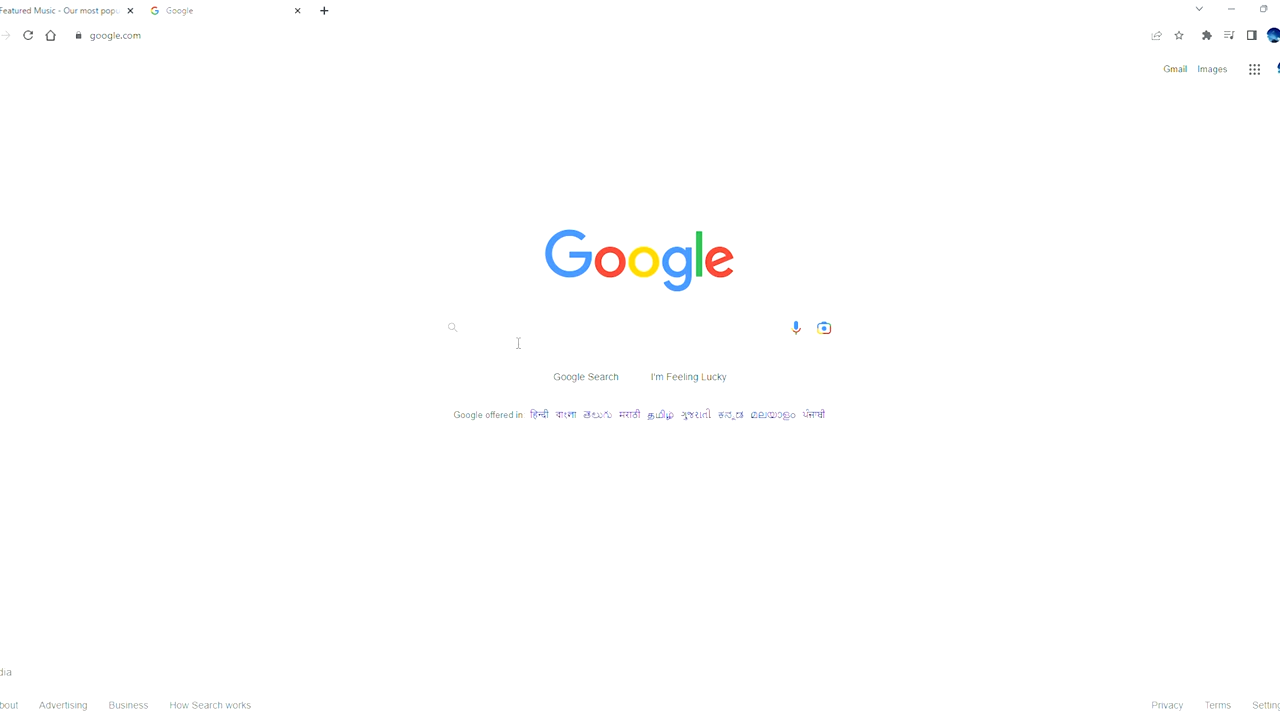 Featured Music - Our most popu
Google
google.com
Gmail Images
Google
Google Search I'm Feeling Lucky
Google offered in हिन्दी বাংলা తెలుగు मराठी தமிழ் ગુજરાતી ಕನ್ನಡ മലയാളം ਪੰਜਾਬੀ
dia
bout Advertising Business How Search works
Privacy Terms Setting